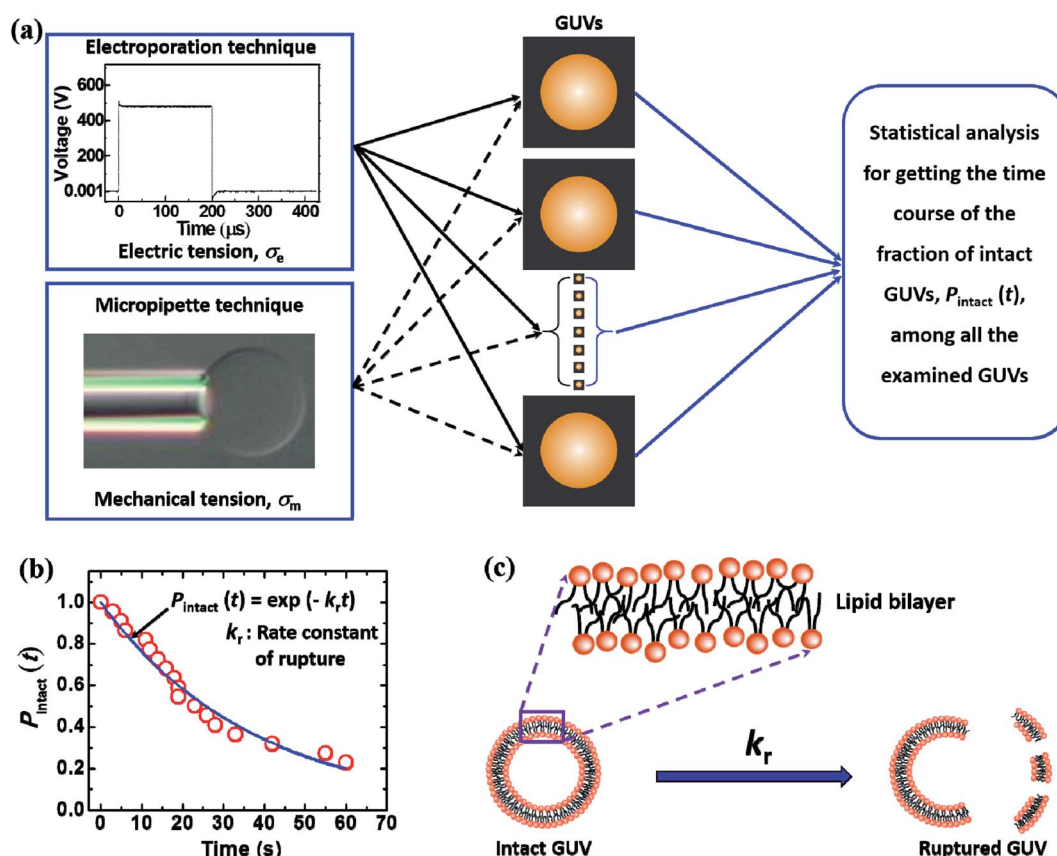 (a)
Electroporation technique
Voltage (V)
600
400
200
0.001
0
200
400
Time (μs)
Electric tension, σe
Micropipette technique
Mechanical tension, σm
GUVs
Statistical analysis
for getting the time
course of the
fraction of intact
GUVs, Pintact (t),
among all the
examined GUVs
(b)
Pintact (t)
1.0
0.8
0.6
0.4
0.2
0.0
0 10 20 30 40 50 60 70
Time (s)
Pintact (t) = exp (- krt)
kr : Rate constant
of rupture
(c)
Lipid bilayer
kr
Intact GUV
Ruptured GUV